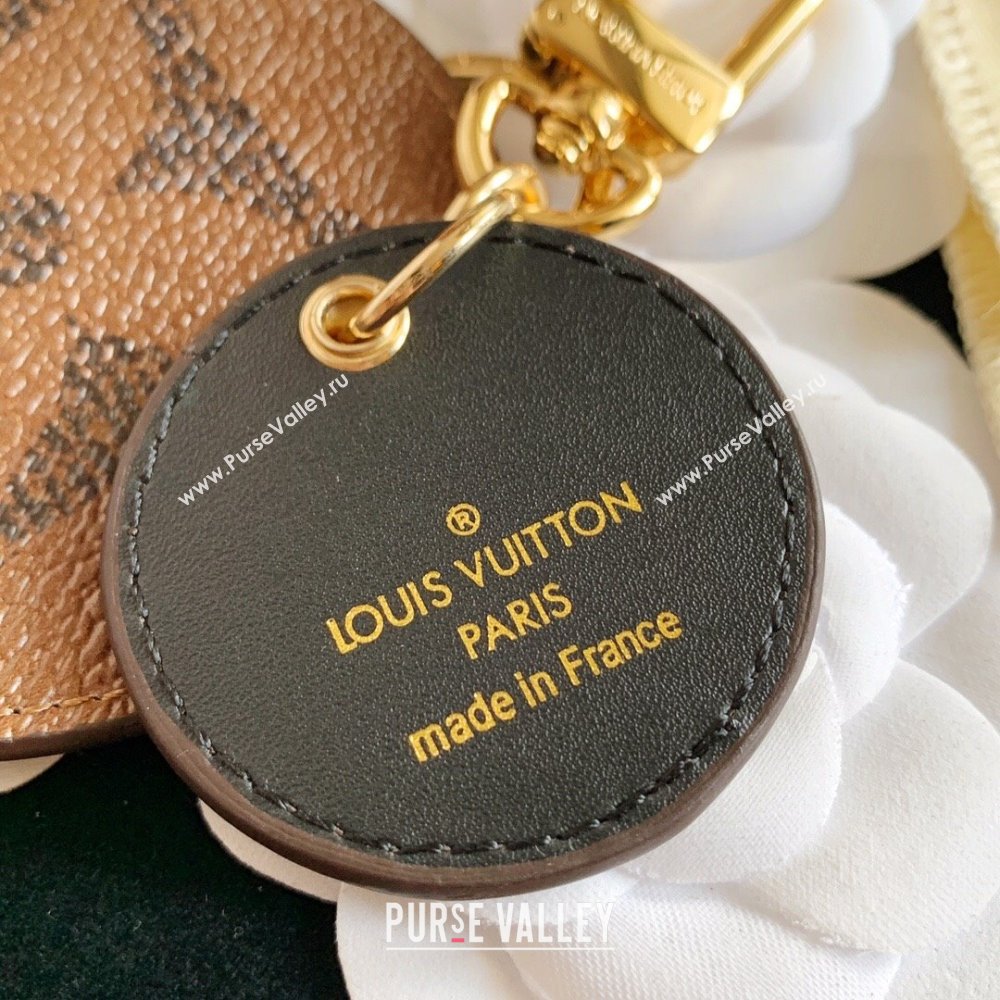 www.PurseValley.ru
www.PurseValley.ru
®
LOUIS VUITTON
PARIS
made in France
PURSE VALLEY